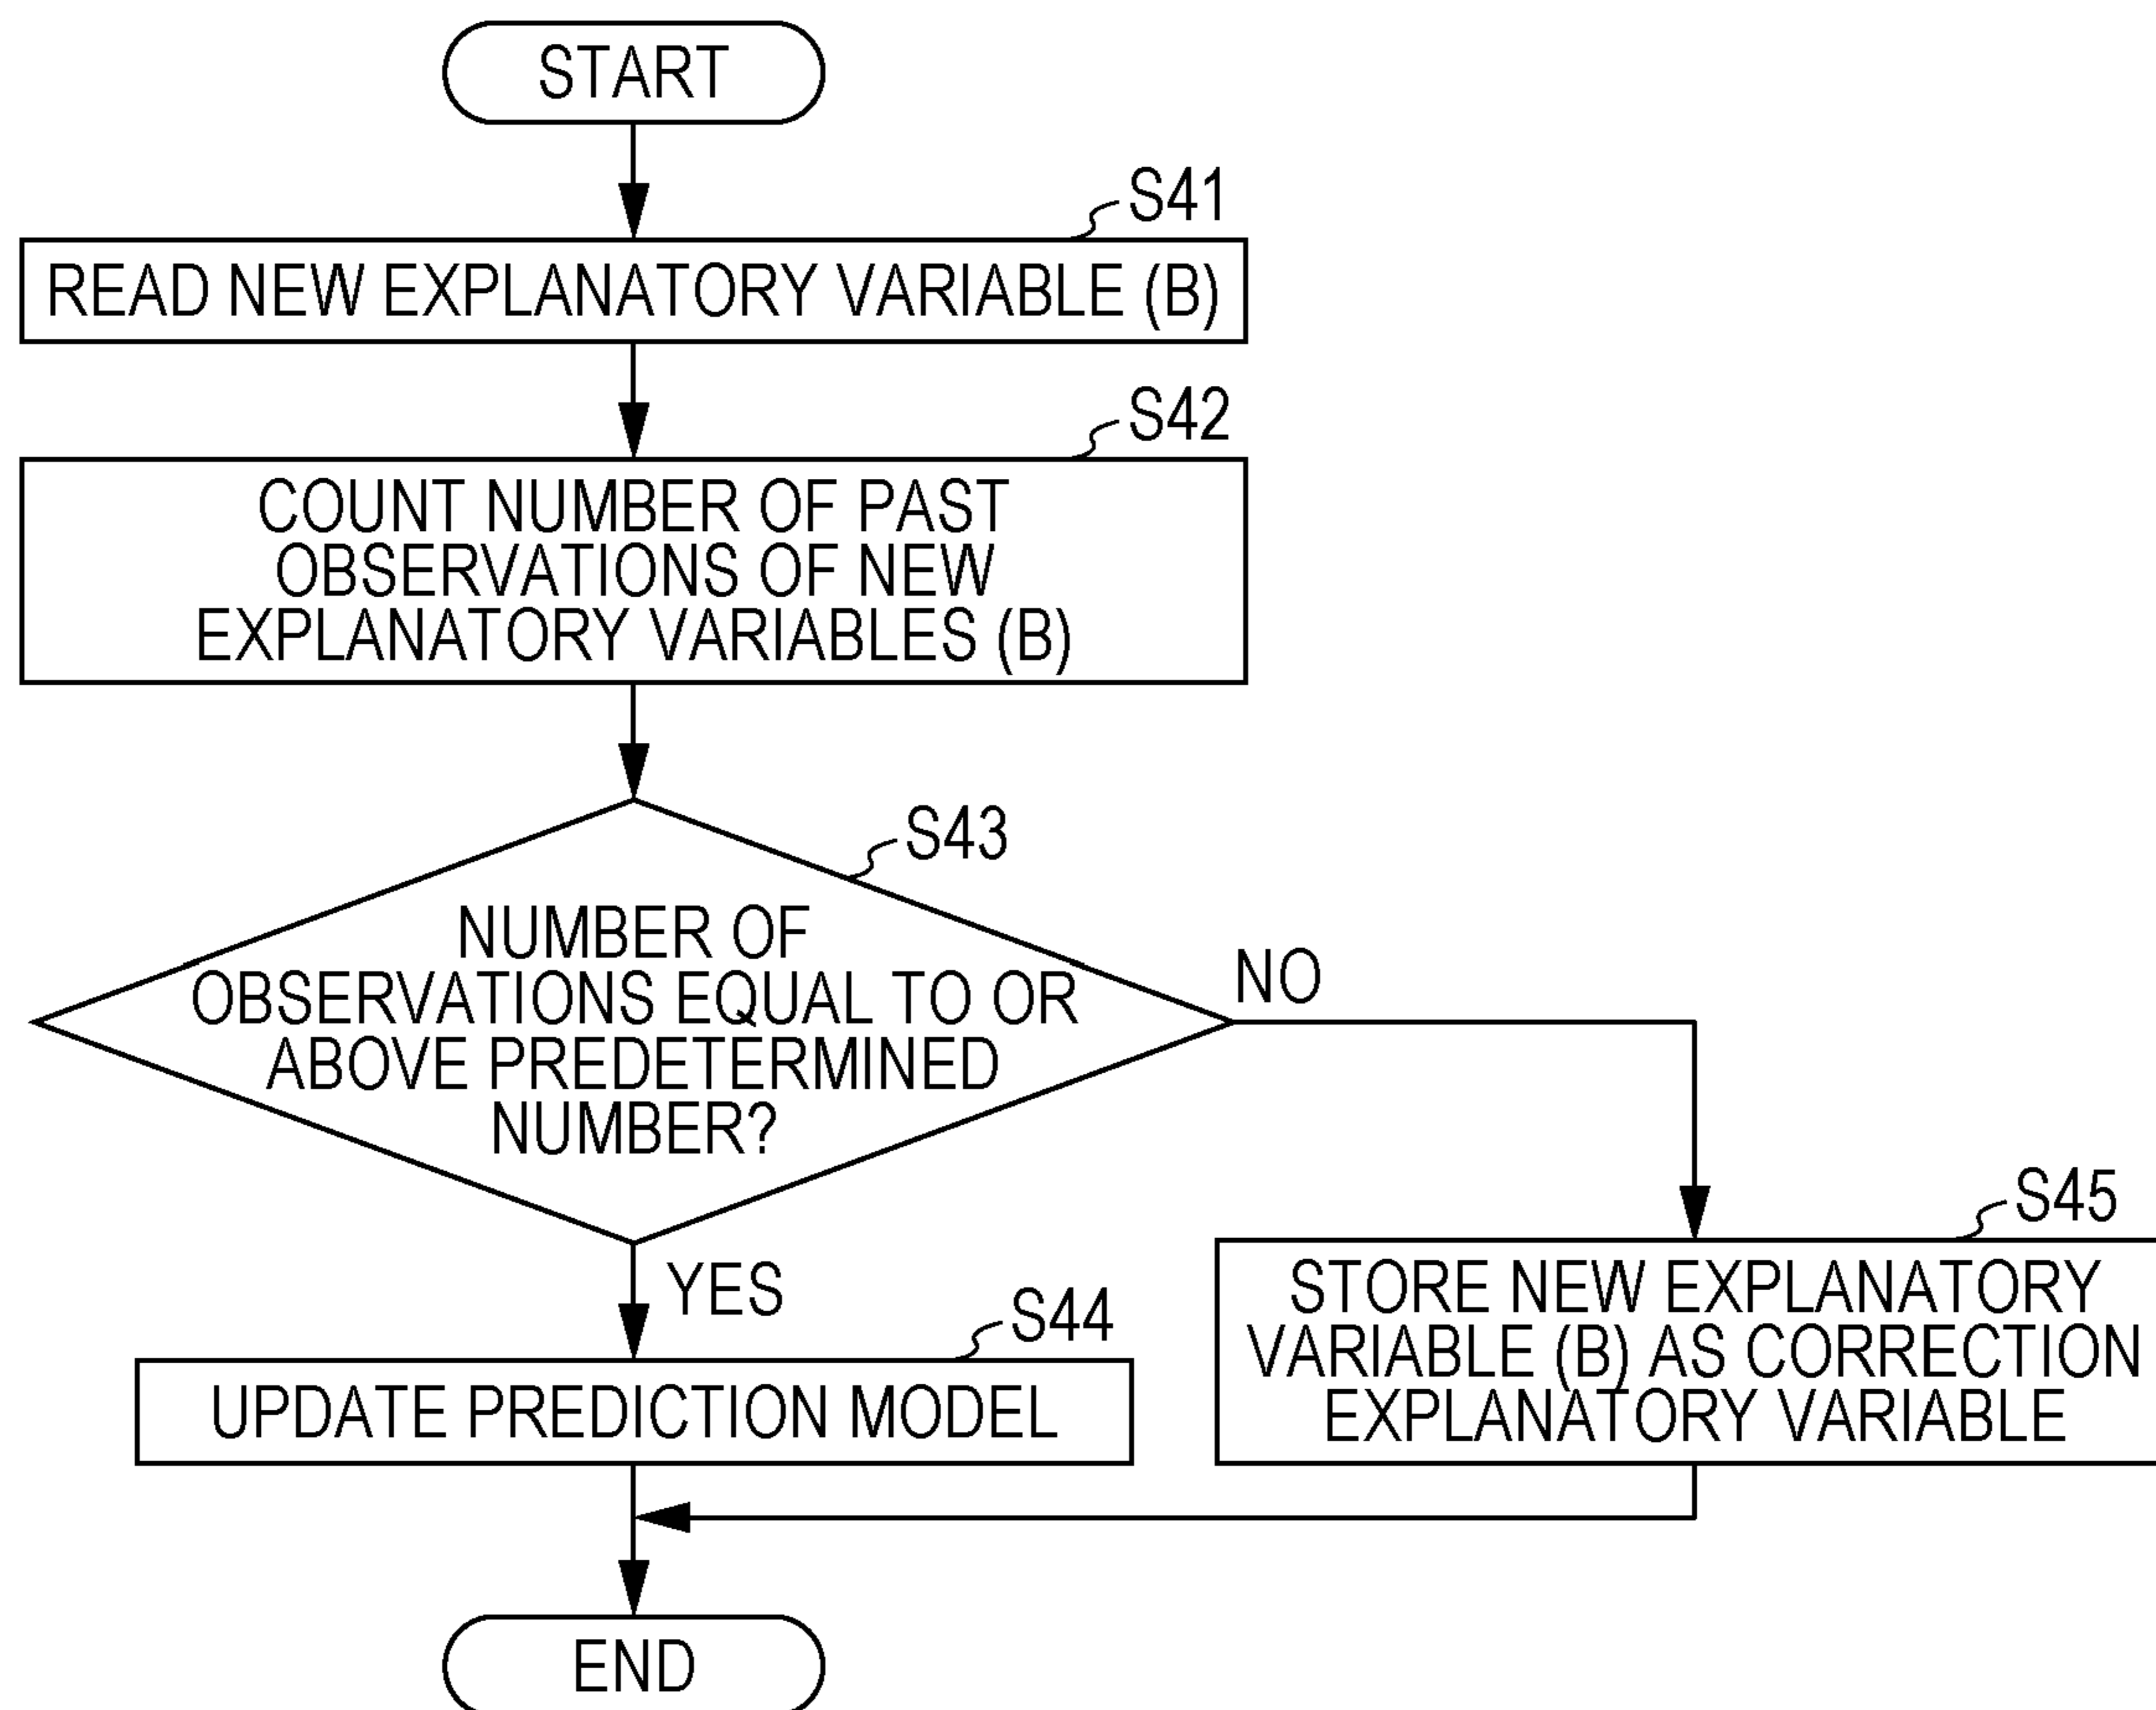 START
S41
READ NEW EXPLANATORY VARIABLE (B)
S42
COUNT NUMBER OF PAST
OBSERVATIONS OF NEW
EXPLANATORY VARIABLES (B)
S43
NUMBER OF
OBSERVATIONS EQUAL TO OR
ABOVE PREDETERMINED
NUMBER?
NO
YES
S44
UPDATE PREDICTION MODEL
S45
STORE NEW EXPLANATORY
VARIABLE (B) AS CORRECTION
EXPLANATORY VARIABLE
END